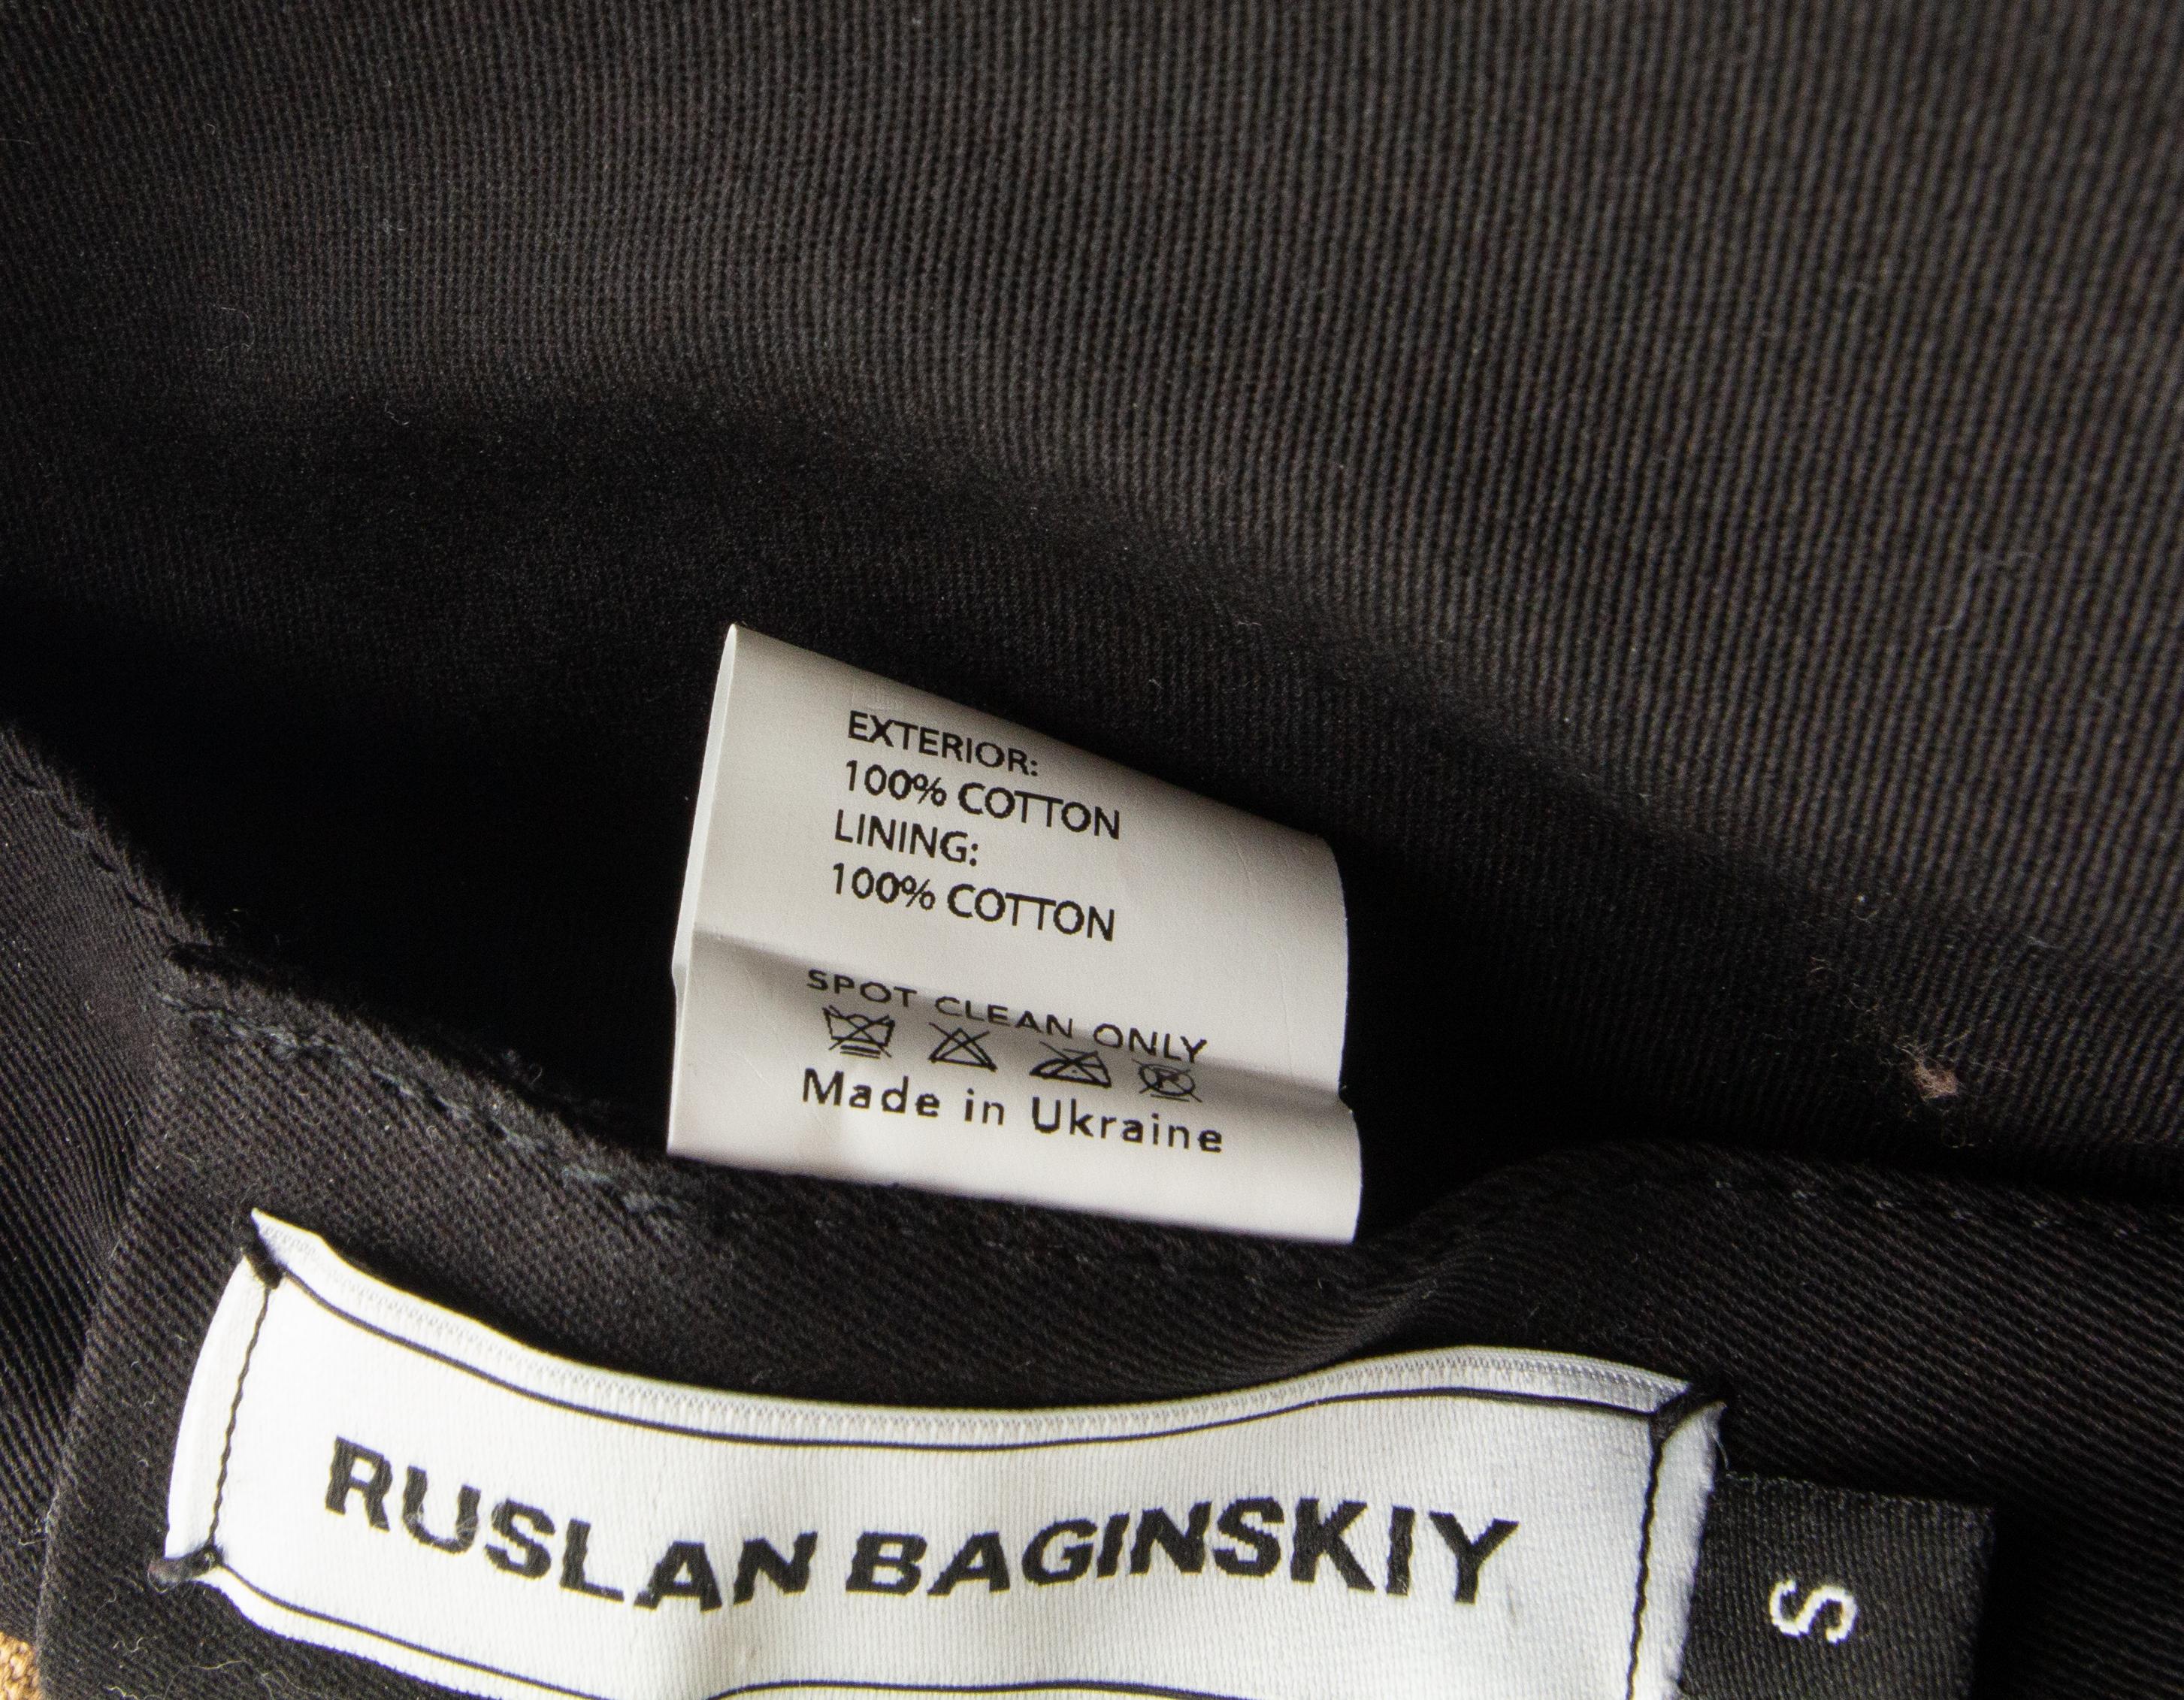 EXTERIOR:
100% COTTON
LINING:
100% COTTON
SPOT CLEAN ONLY
P
Made in Ukraine
RUSLAN BAGINSKIY
S